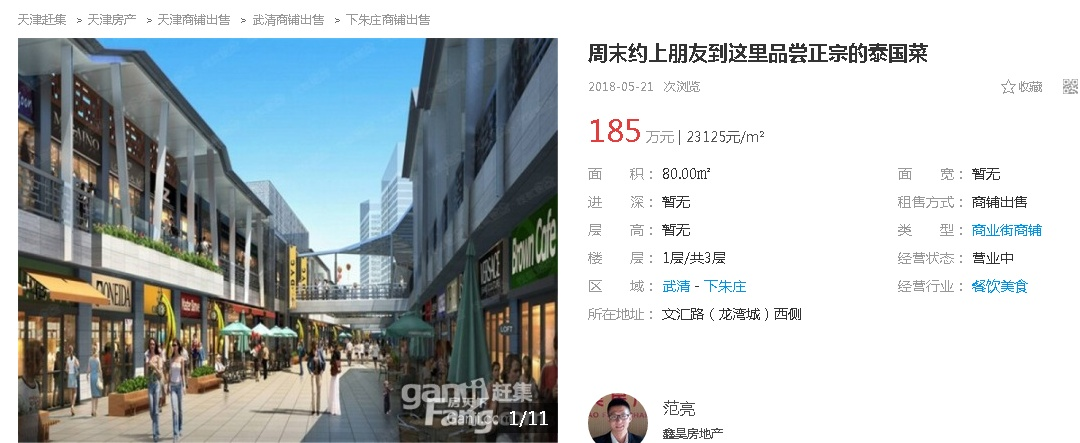 天津赶集 > 天津房产 > 天津商铺出售 > 武清商铺出售 > 下朱庄商铺出售
周末约上朋友到这里品尝正宗的泰国菜
2018-05-21 次浏览
收藏
185 万元 | 23125元/m²
面 积： 80.00㎡
面 宽： 暂无
进 深： 暂无
租售方式： 商铺出售
层 高： 暂无
类 型： 商业街商铺
楼 层： 1层/共3层
经营状态： 营业中
区 域： 武清 - 下朱庄
经营行业： 餐饮美食
所在地址： 文汇路（龙湾城）西侧
Brown Cafe
VERSACE
ONEIDA
LOFT
ganji 赶集
房天下
Fang
Ganji.com
1/11
范亮
鑫昊房地产